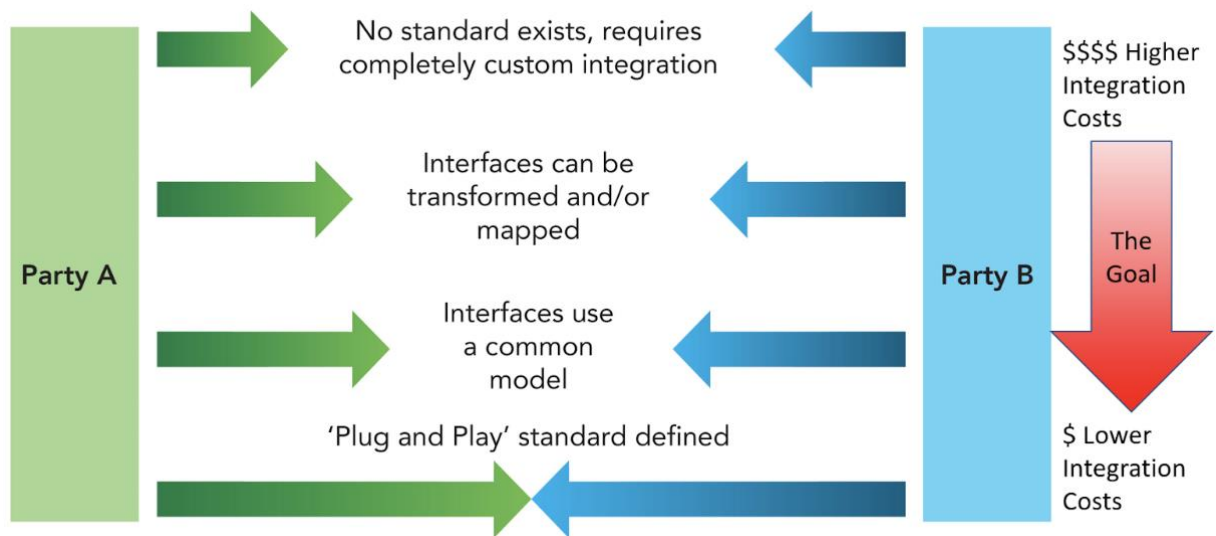 No standard exists, requires
completely custom integration
$$$$ Higher
Integration
Costs
Interfaces can be
transformed and/or
mapped
Party A
Party B
The
Goal
Interfaces use
a common
model
‘Plug and Play’ standard defined
$ Lower
Integration
Costs